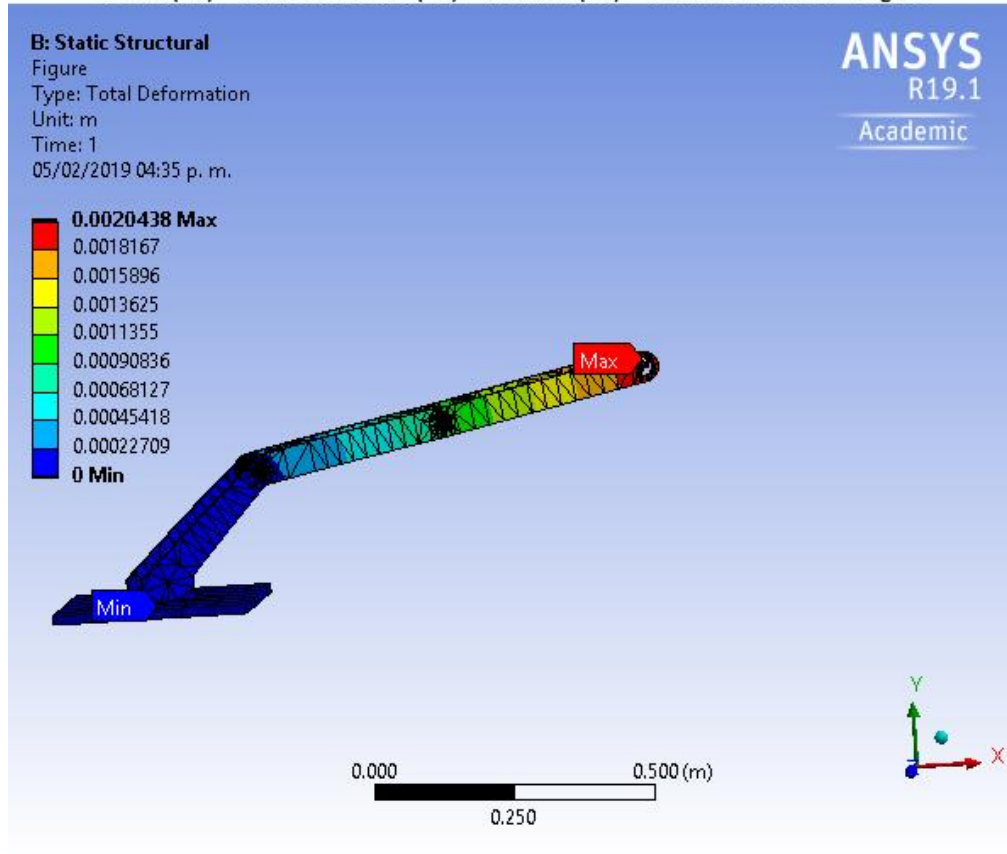 B: Static Structural
Figure
Type: Total Deformation
Unit: m
Time: 1
05/02/2019 04:35 p. m.
ANSYS
R19.1
Academic
0.0020438 Max
0.0018167
0.0015896
0.0013625
0.0011355
0.00090836
0.00068127
0.00045418
0.00022709
0 Min
Max
Min
Y
X
0.000
0.500 (m)
0.250